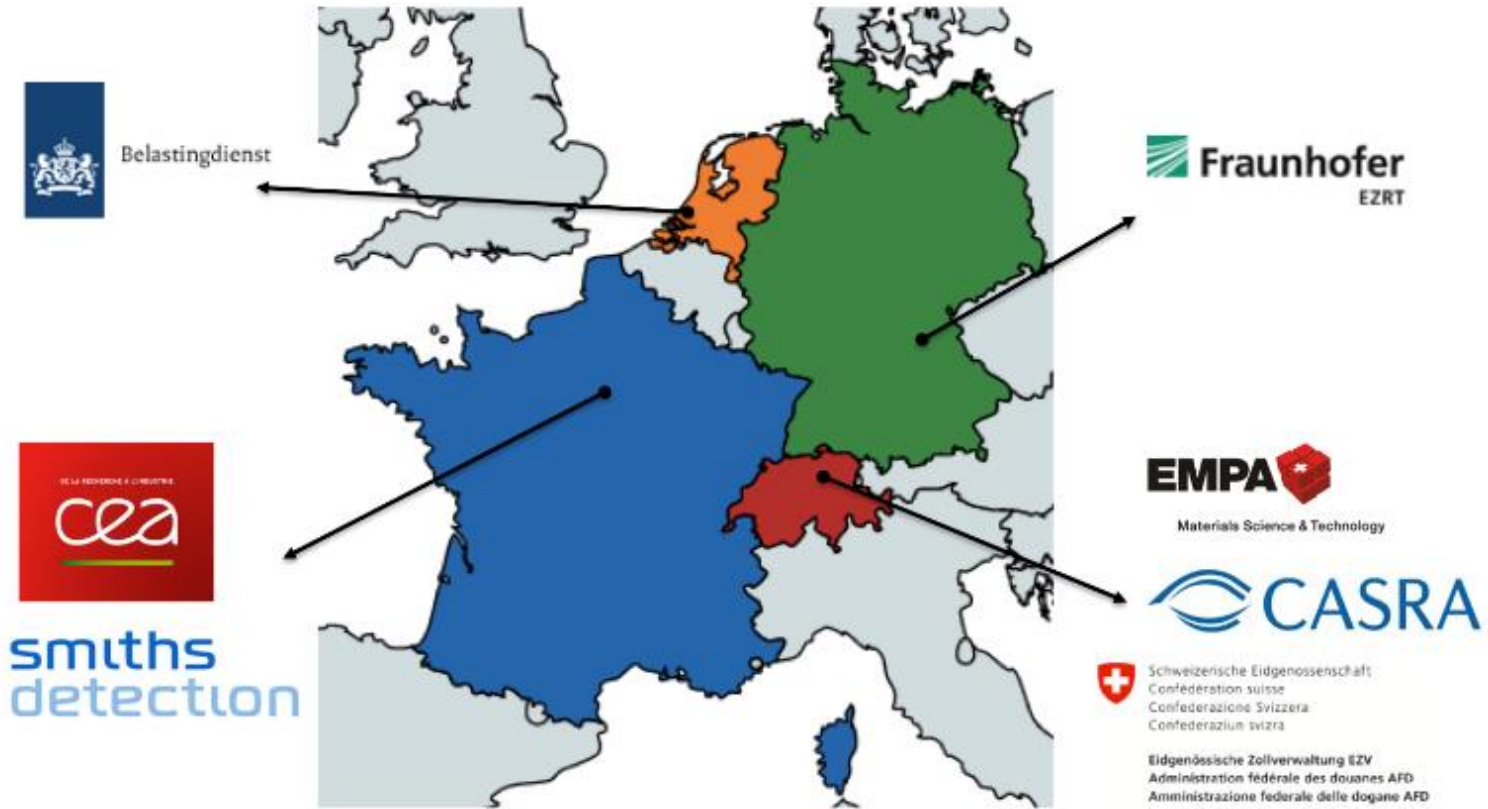 Belastingdienst
Fraunhofer
EZRT
DE LA RECHERCHE À L'INDUSTRIE
cea
smiths
detection
EMPA
Materials Science & Technology
CASRA
Schweizerische Eidgenossenschaft
Confédération suisse
Confederazione Svizzera
Confederaziun svizra
Eidgenössische Zollverwaltung EZV
Administration fédérale des douanes AFD
Amministrazione federale delle dogane AFD